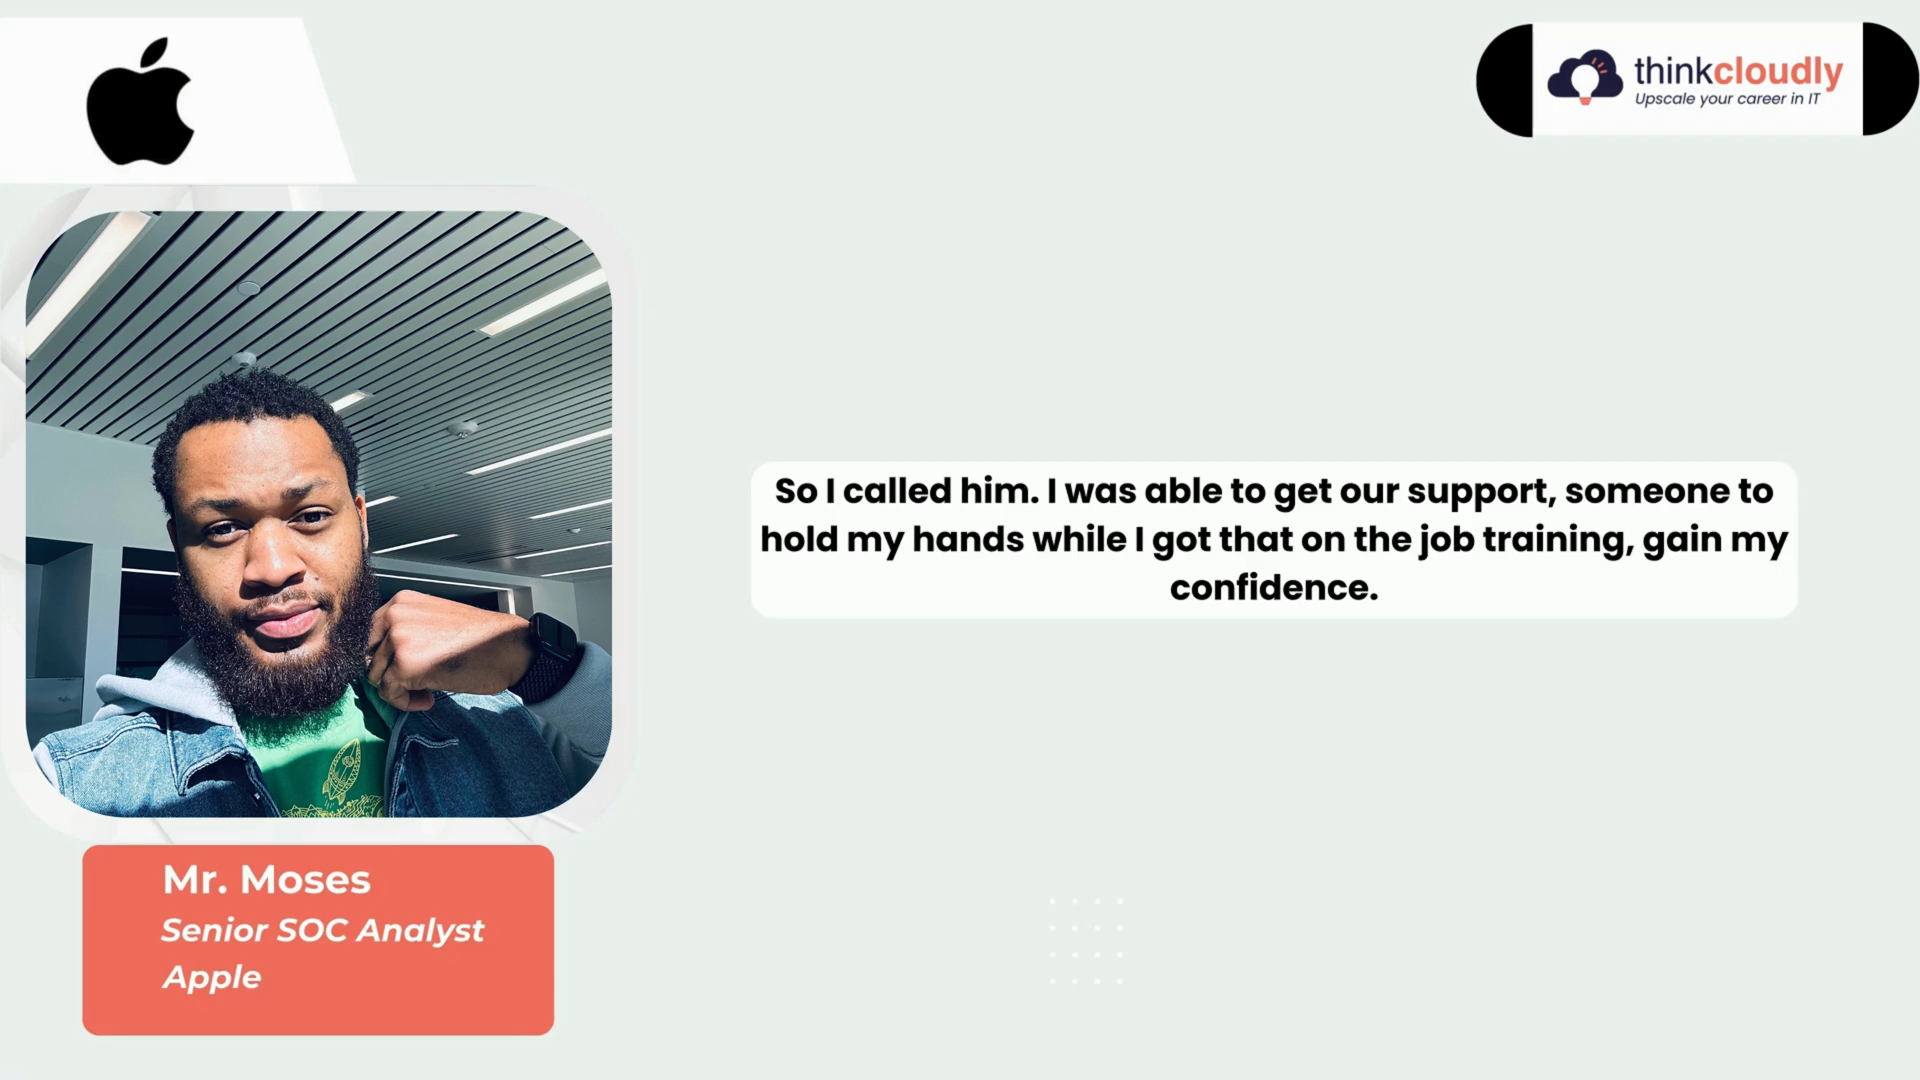 thinkcloudly
Upscale your career in IT
So I called him. I was able to get our support, someone to
hold my hands while I got that on the job training, gain my
confidence.
Mr. Moses
Senior SOC Analyst
Apple